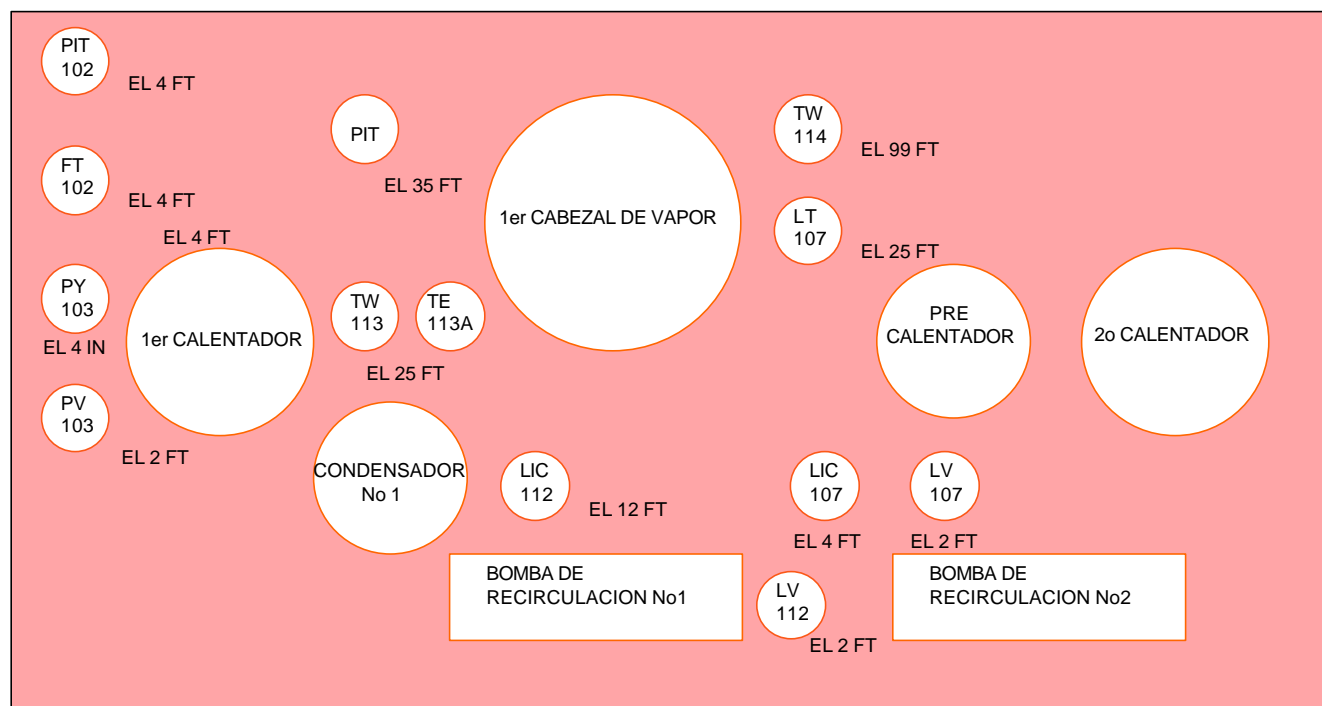 PIT
102
EL 4 FT
PIT
EL 35 FT
TW
114
EL 99 FT
FT
102
EL 4 FT
EL 4 FT
1er CABEZAL DE VAPOR
LT
107
EL 25 FT
PY
103
EL 4 IN
1er CALENTADOR
TW
113
TE
113A
EL 25 FT
PRE
CALENTADOR
2o CALENTADOR
PV
103
EL 2 FT
CONDENSADOR
No 1
LIC
112
EL 12 FT
LIC
107
EL 4 FT
LV
107
EL 2 FT
BOMBA DE
RECIRCULACION No1
LV
112
EL 2 FT
BOMBA DE
RECIRCULACION No2